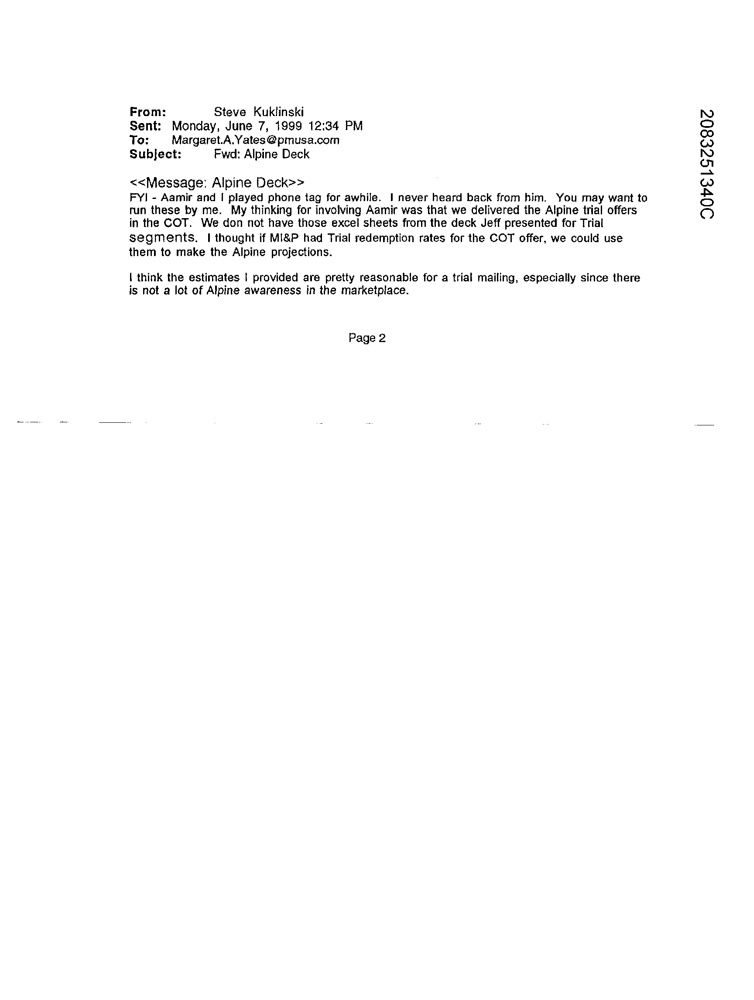 From: Steve Kuklinski
Sent: Monday, June 7, 1999 12:34 PM
To: Margaret.A.Yates@pmusa.com
Subject: Fwd: Alpine Deck
<<Message: Alpine Deck>>
FYI - Aamir and I played phone tag for awhile. I never heard back from him. You may want to
run these by me. My thinking for involving Aamir was that we delivered the Alpine trial offers
in the COT. We don not have those excel sheets from the deck Jeff presented for Trial
segments. I thought if MI&P had Trial redemption rates for the COT offer, we could use
them to make the Alpine projections.
I think the estimates I provided are pretty reasonable for a trial mailing, especially since there
is not a lot of Alpine awareness in the marketplace.
Page 2
2083251340C